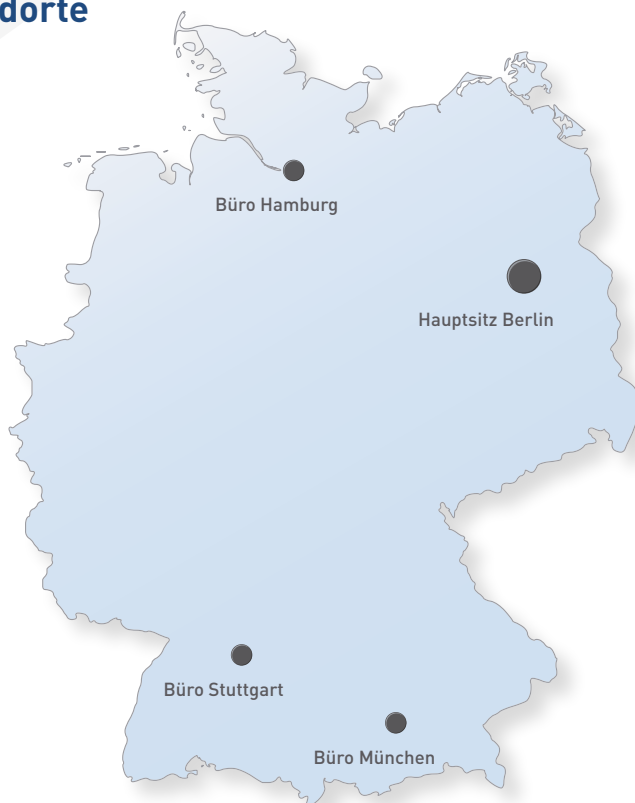 dorte
Büro Hamburg
Hauptsitz Berlin
Büro Stuttgart
Büro München